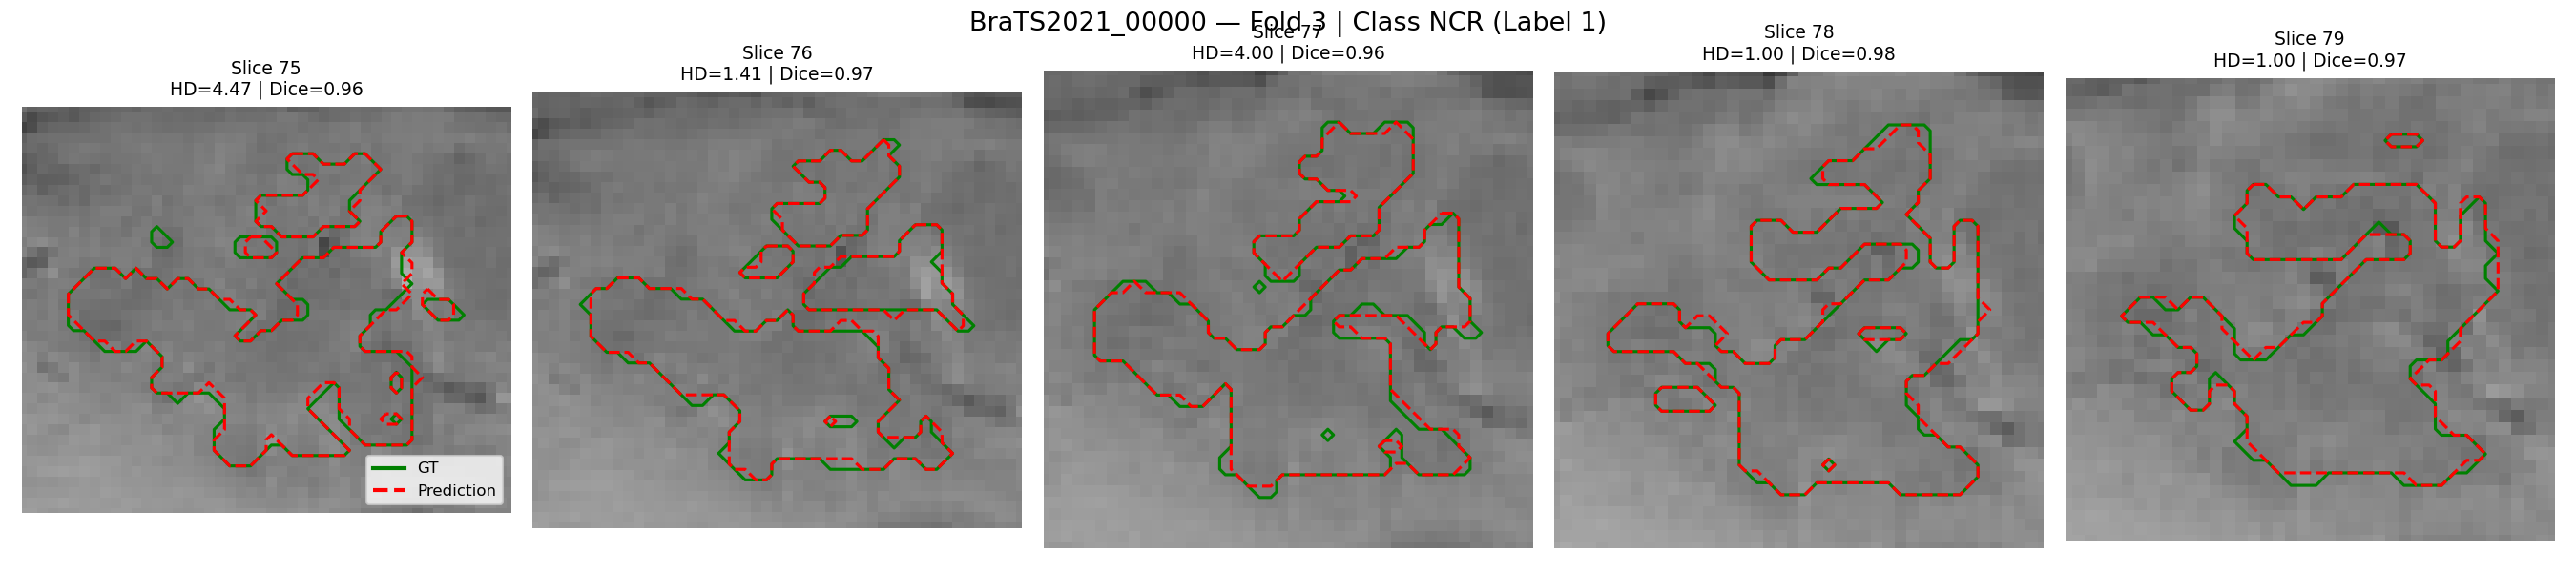 BraTS2021_00000 — Fold 3 | Class NCR (Label 1)
Slice 75
HD=4.47 | Dice=0.96
Slice 76
HD=1.41 | Dice=0.97
Slice 77
HD=4.00 | Dice=0.96
Slice 78
HD=1.00 | Dice=0.98
Slice 79
HD=1.00 | Dice=0.97
GT
Prediction